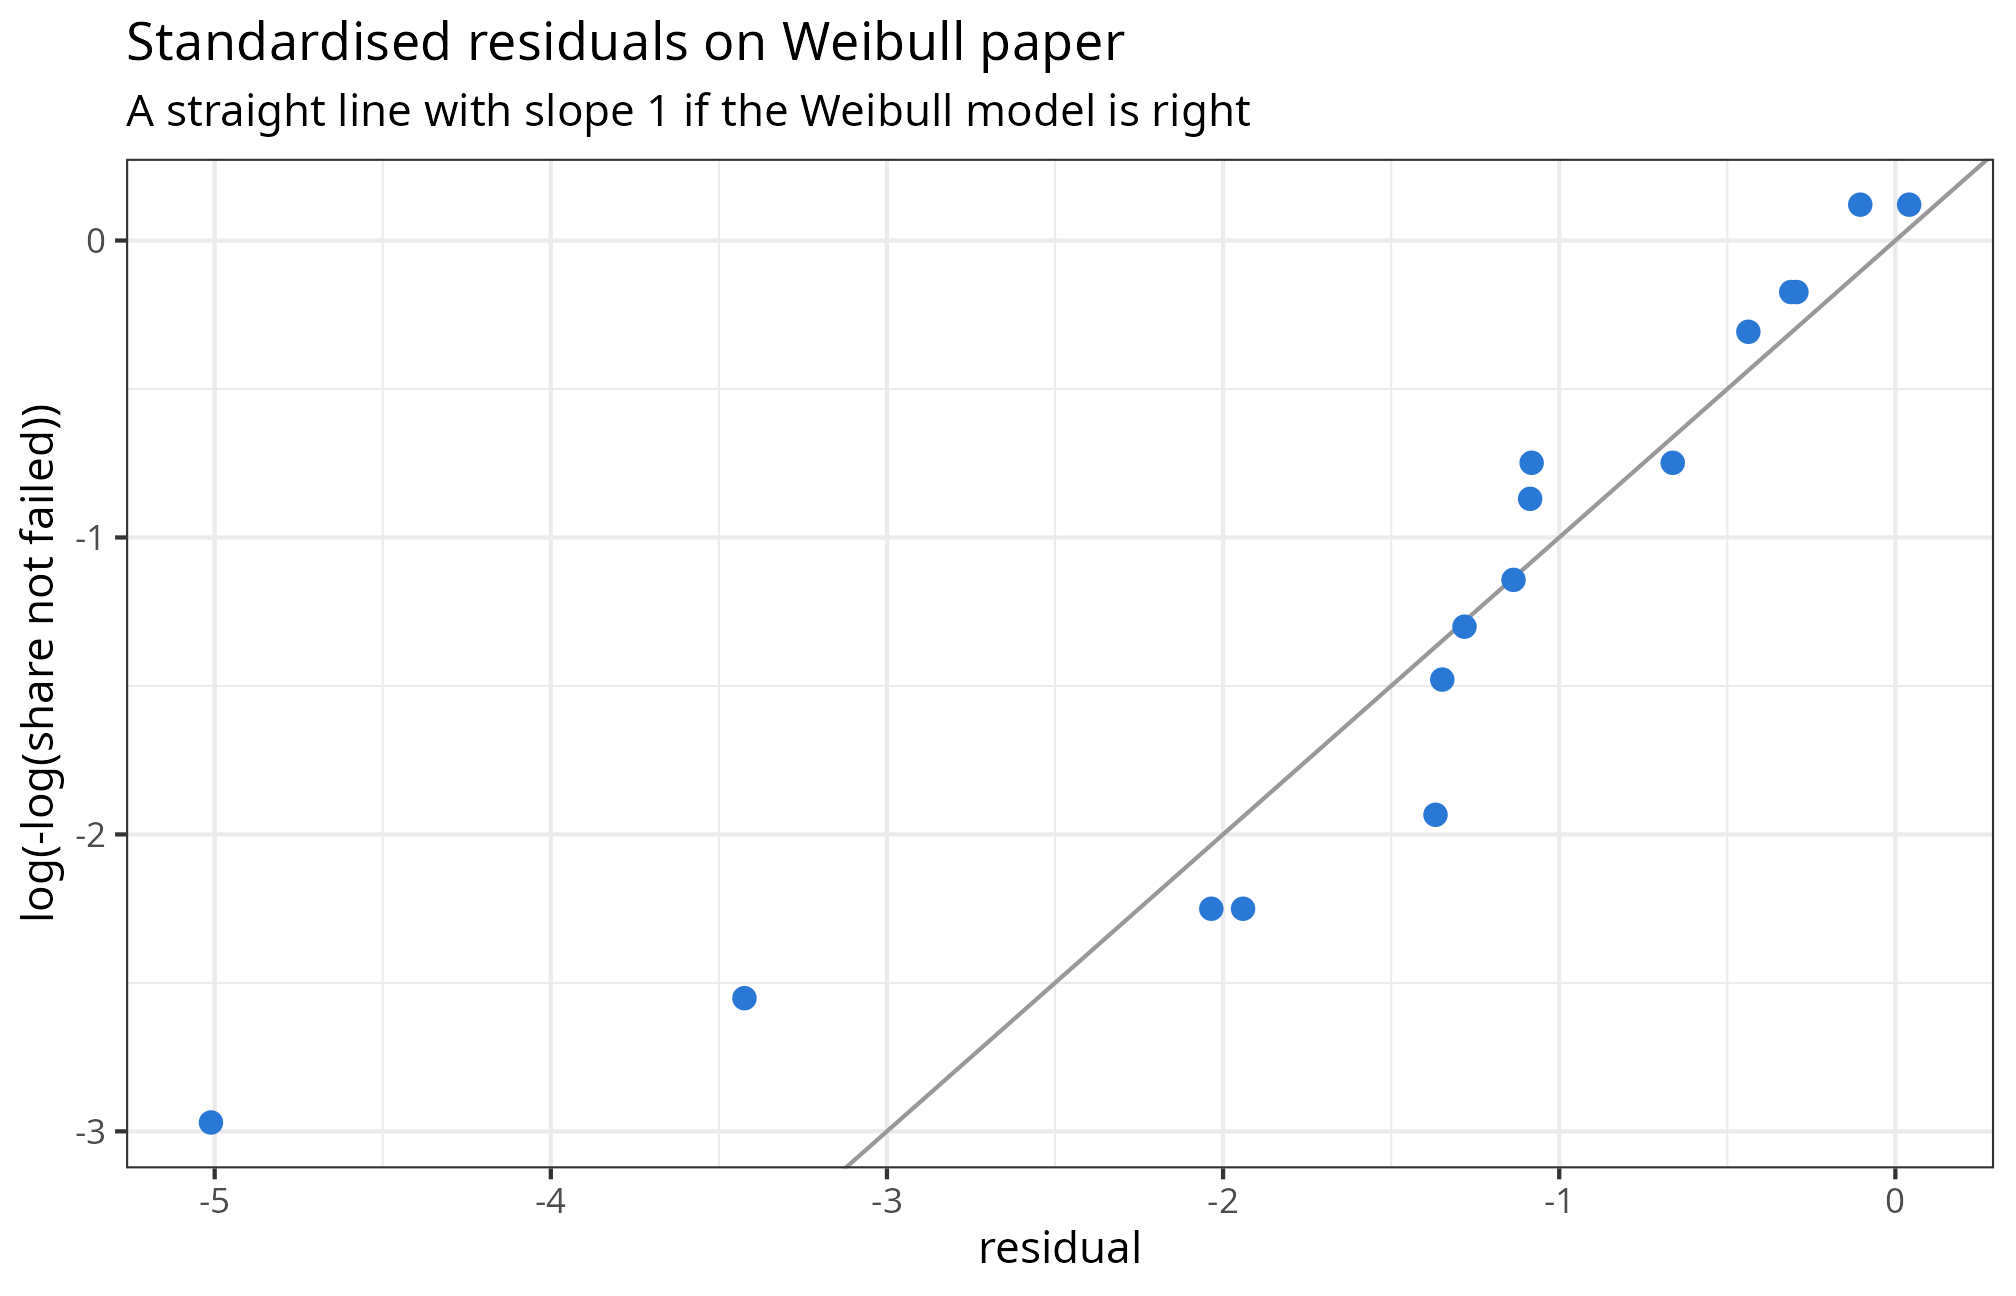 Standardised residuals on Weibull paper
A straight line with slope 1 if the Weibull model is right
log(-log(share not failed))
0
-1
-2
-3
-5
-4
-3
-2
-1
0
residual